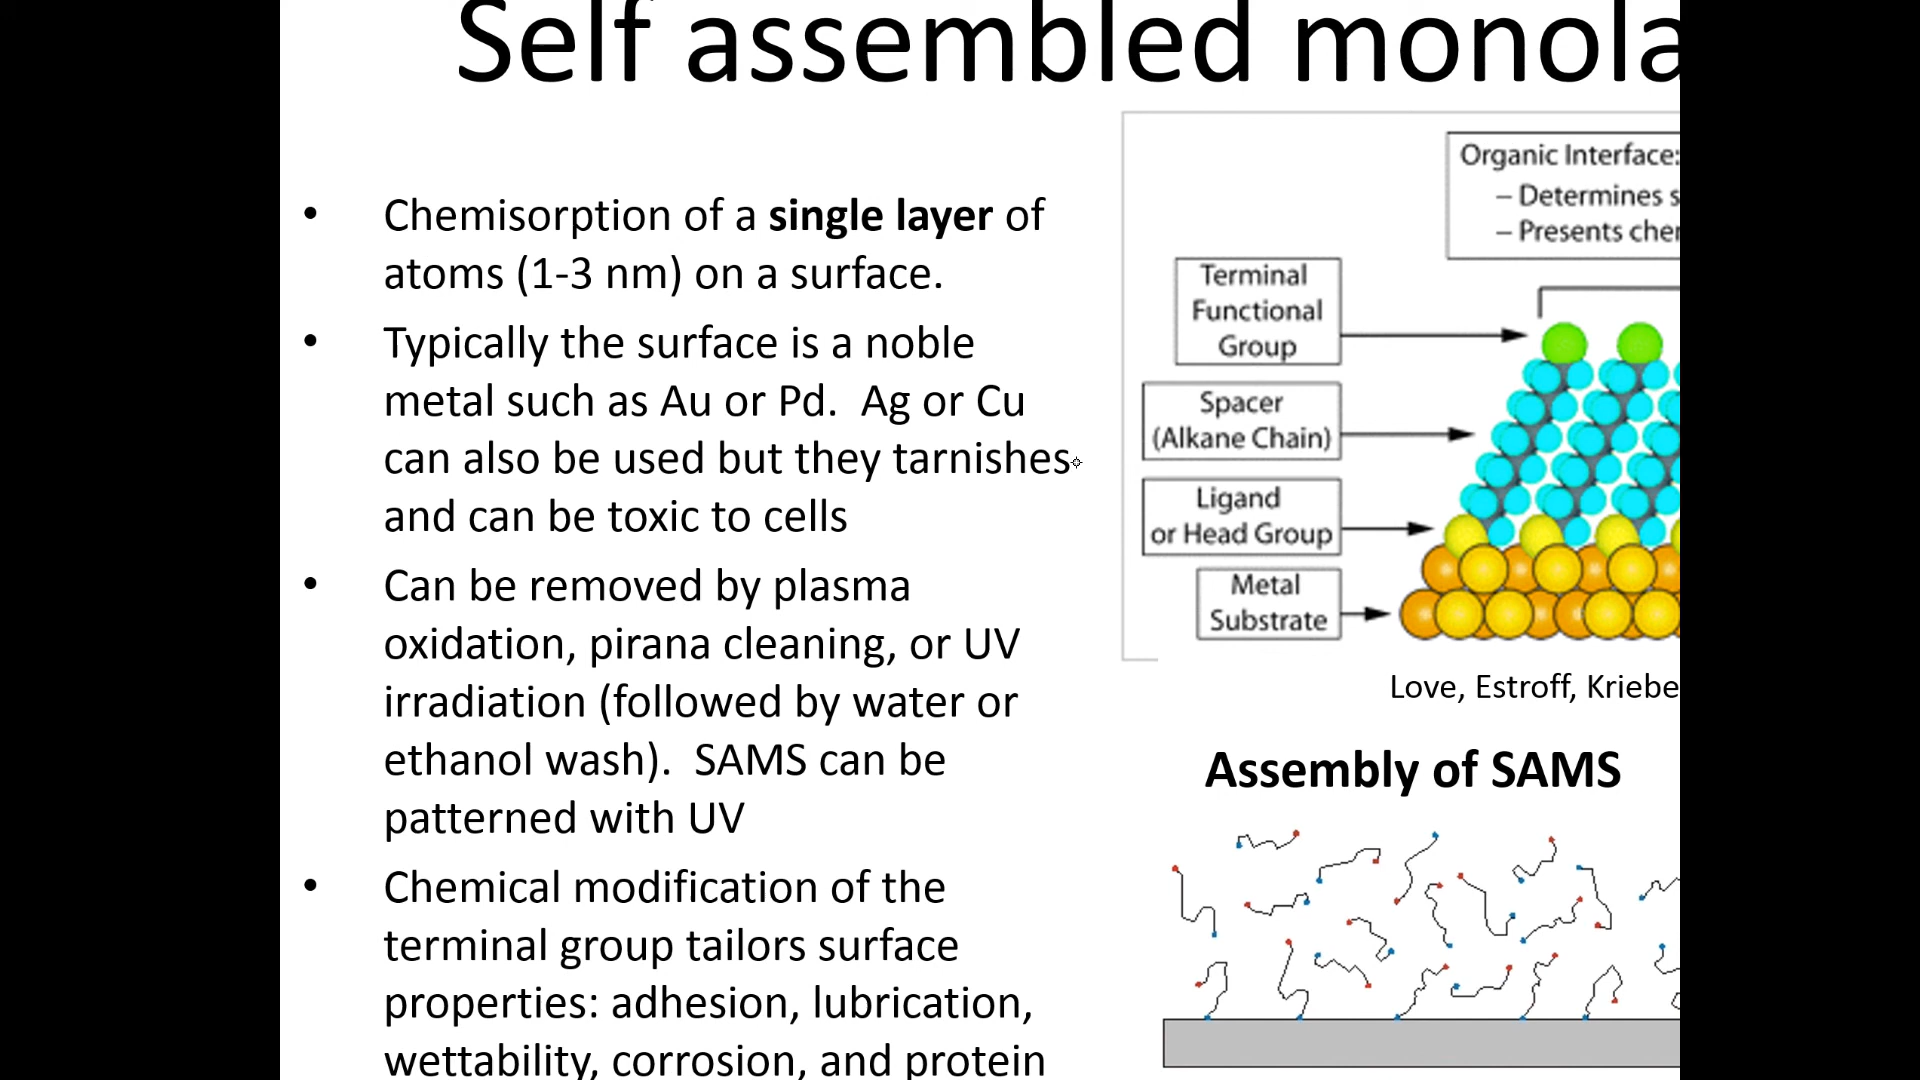 Self assembled monola
• Chemisorption of a single layer of
atoms (1-3 nm) on a surface.
• Typically the surface is a noble
metal such as Au or Pd.  Ag or Cu
can also be used but they tarnishes
and can be toxic to cells
• Can be removed by plasma
oxidation, pirana cleaning, or UV
irradiation (followed by water or
ethanol wash).  SAMS can be
patterned with UV
• Chemical modification of the
terminal group tailors surface
properties: adhesion, lubrication,
wettability, corrosion, and protein
Organic Interface:
– Determines s
– Presents cher
Terminal
Functional
Group
Spacer
(Alkane Chain)
Ligand
or Head Group
Metal
Substrate
Love, Estroff, Kriebe
Assembly of SAMS